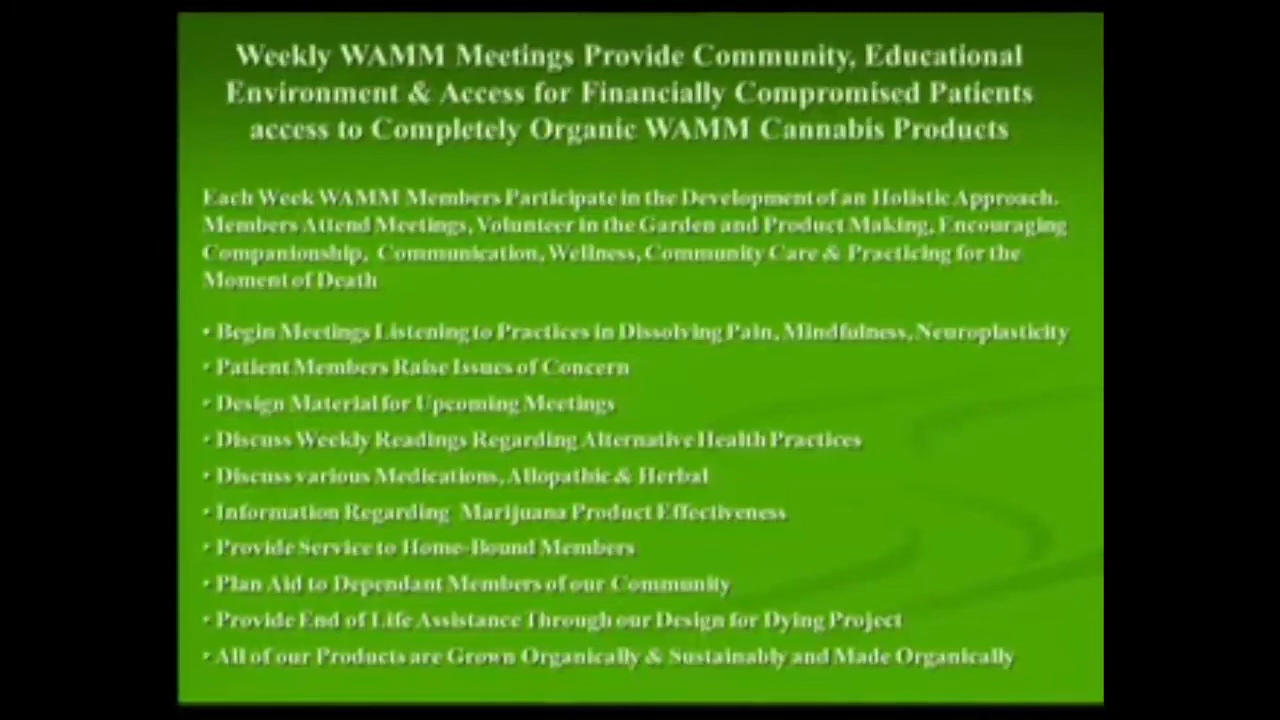 Weekly WAMM Meetings Provide Community, Educational
Environment & Access for Financially Compromised Patients
access to Completely Organic WAMM Cannabis Products
Each Week WAMM Members Participate in the Development of an Holistic Approach.
Members Attend Meetings, Volunteer in the Garden and Product Making, Encouraging
Companionship, Communication, Wellness, Community Care & Practicing for the
Moment of Death
• Begin Meetings Listening to Practices in Dissolving Pain, Mindfulness, Neuroplasticity
• Patient Members Raise Issues of Concern
• Design Material for Upcoming Meetings
• Discuss Weekly Readings Regarding Alternative Health Practices
• Discuss various Medications, Allopathic & Herbal
• Information Regarding Marijuana Product Effectiveness
• Provide Service to Home-Bound Members
• Plan Aid to Dependant Members of our Community
• Provide End of Life Assistance Through our Design for Dying Project
• All of our Products are Grown Organically & Sustainably and Made Organically